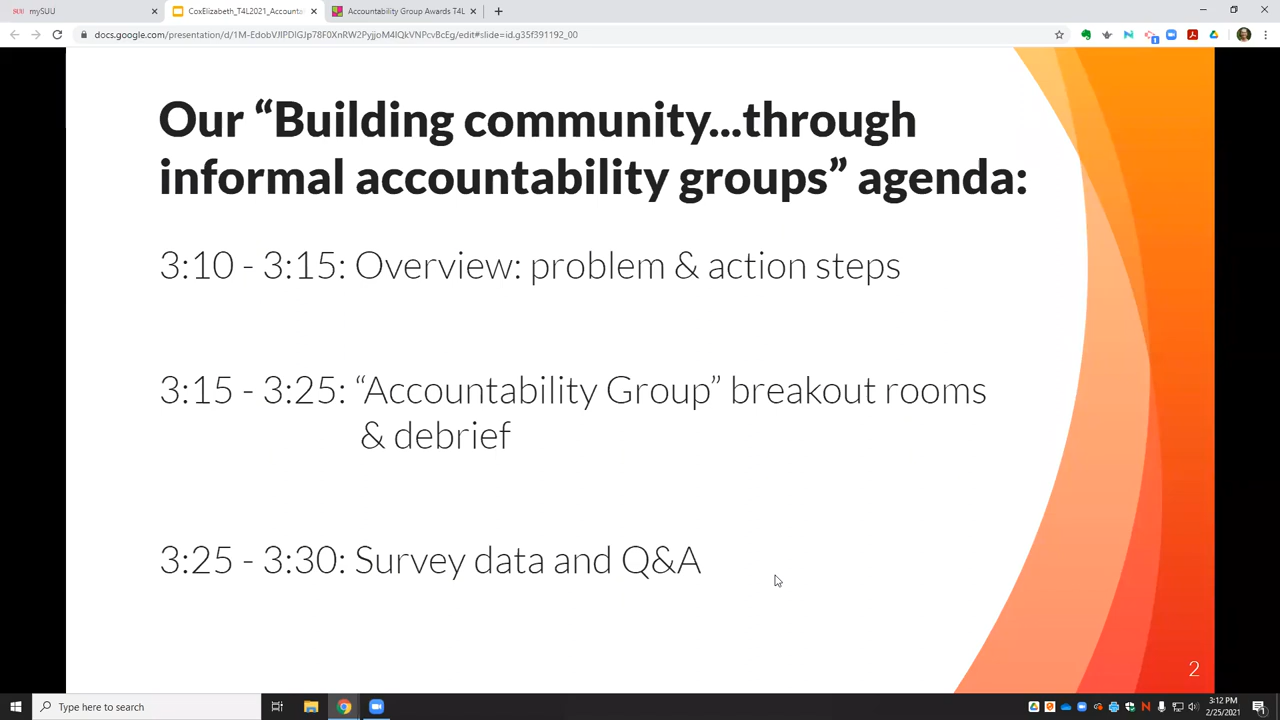 SUU mySUU
CoxElizabeth_T4L2021_Accounta
Accountability Group Awards T4L
docs.google.com/presentation/d/1M-EdobVJlPDIGJp78F0XnRW2PyjjoM4lQkVNPcvBcEg/edit#slide=id.g35f391192_00
Our “Building community...through
informal accountability groups” agenda:
3:10 - 3:15: Overview: problem & action steps
3:15 - 3:25: “Accountability Group” breakout rooms
& debrief
3:25 - 3:30: Survey data and Q&A
2
Type here to search
3:12 PM
2/25/2021